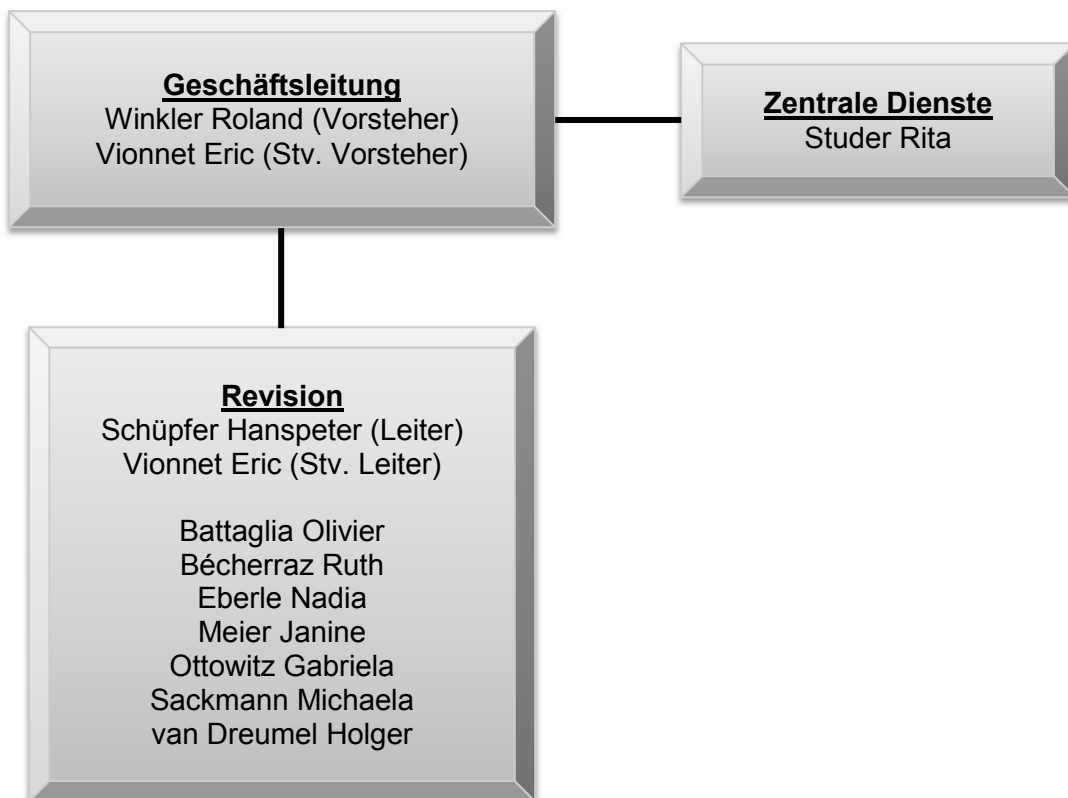 Geschäftsleitung
Winkler Roland (Vorsteher)
Vionnet Eric (Stv. Vorsteher)
Zentrale Dienste
Studer Rita
Revision
Schüpfer Hanspeter (Leiter)
Vionnet Eric (Stv. Leiter)
Battaglia Olivier
Bécherraz Ruth
Eberle Nadia
Meier Janine
Ottowitz Gabriela
Sackmann Michaela
van Dreumel Holger